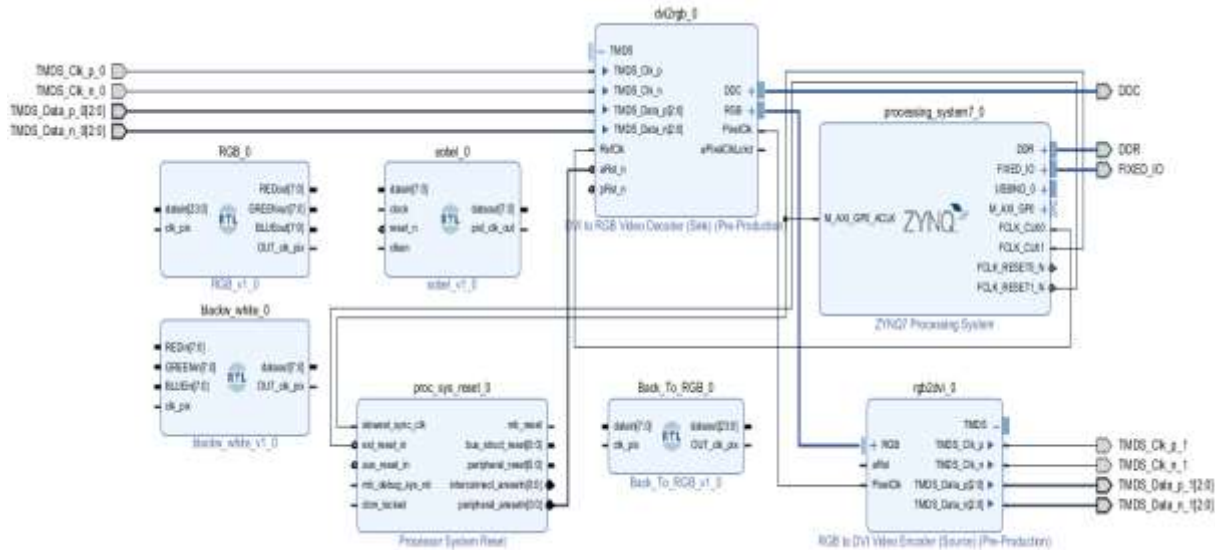 dvi2rgb_0
TMDS
TMDS_Clk_p_0
TMDS_Clk_n_0
TMDS_Data_p_0[2:0]
TMDS_Data_n_0[2:0]
TMDS_Clk_p
TMDS_Clk_n
TMDS_Data_p[2:0]
TMDS_Data_n[2:0]
RefClk
aRst_n
pRst_n
DDC
RGB
PixelClk
aPixelClkLckd
DVI to RGB Video Decoder (Sink) (Pre-Production)
DDC
processing_system7_0
M_AXI_GP0_ACLK
ZYNQ
DDR
FIXED_IO
USBIND_0
M_AXI_GP0
FCLK_CLK0
FCLK_CLK1
FCLK_RESET0_N
FCLK_RESET1_N
ZYNQ7 Processing System
DDR
FIXED_IO
RGB_0
datain[23:0]
clk_pix
RTL
REDout[7:0]
GREENout[7:0]
BLUEout[7:0]
OUT_clk_pix
RGB_v1_0
sobel_0
datain[7:0]
clock
reset_n
RTL
dataout[7:0]
sobel_v1_0
blackw_white_0
REDin[7:0]
GREENin[7:0]
BLUEin[7:0]
clk_pix
RTL
dataout[7:0]
OUT_clk_pix
blackw_white_v1_0
proc_sys_reset_0
slowest_sync_clk
ext_reset_in
aux_reset_in
mb_debug_sys_rst
dcm_locked
mb_reset
bus_struct_reset[0:0]
peripheral_reset[0:0]
interconnect_aresetn[0:0]
peripheral_aresetn[0:0]
Processor System Reset
Back_To_RGB_0
datain[7:0]
clk_pix
RTL
dataout[23:0]
OUT_clk_pix
Back_To_RGB_v1_0
rgb2dvi_0
RGB
aRst
PixelClk
TMDS
TMDS_Clk_p
TMDS_Clk_n
TMDS_Data_p[2:0]
TMDS_Data_n[2:0]
RGB to DVI Video Encoder (Source) (Pre-Production)
TMDS_Clk_p_1
TMDS_Clk_n_1
TMDS_Data_p_1[2:0]
TMDS_Data_n_1[2:0]